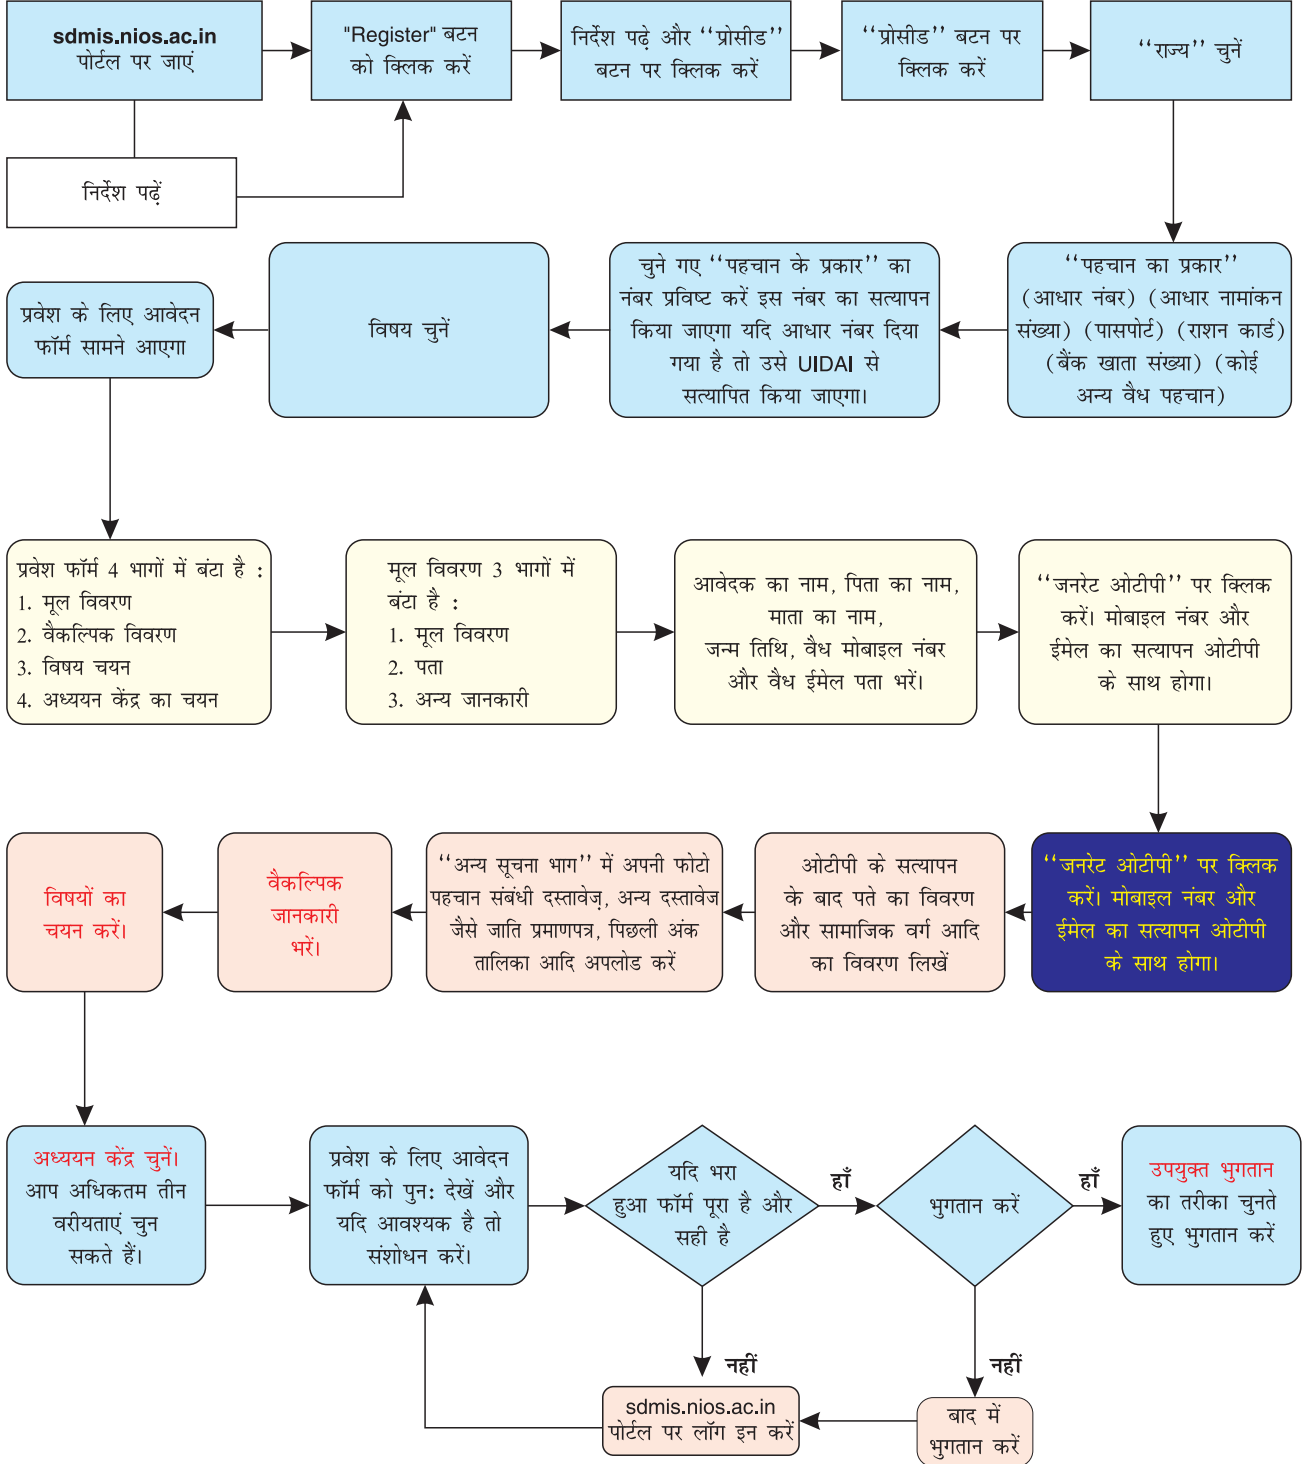 sdmis.nios.ac.in
पोर्टल पर जाएं
"Register" बटन
को क्लिक करें
निर्देश पढ़े और ‘‘प्रोसीड’’
बटन पर क्लिक करें
‘‘प्रोसीड’’ बटन पर
क्लिक करें
‘‘राज्य’’ चुनें
निर्देश पढ़ें
‘‘पहचान का प्रकार’’
(आधार नंबर) (आधार नामांकन
संख्या) (पासपोर्ट) (राशन कार्ड)
(बैंक खाता संख्या) (कोई
अन्य वैध पहचान)
चुने गए ‘‘पहचान के प्रकार’’ का
नंबर प्रविष्ट करें इस नंबर का सत्यापन
किया जाएगा यदि आधार नंबर दिया
गया है तो उसे UIDAI से
सत्यापित किया जाएगा।
विषय चुनें
प्रवेश के लिए आवेदन
फॉर्म सामने आएगा
प्रवेश फॉर्म 4 भागों में बंटा है :
1. मूल विवरण
2. वैकल्पिक विवरण
3. विषय चयन
4. अध्ययन केंद्र का चयन
मूल विवरण 3 भागों में
बंटा है :
1. मूल विवरण
2. पता
3. अन्य जानकारी
आवेदक का नाम, पिता का नाम,
माता का नाम,
जन्म तिथि, वैध मोबाइल नंबर
और वैध ईमेल पता भरें।
‘‘जनरेट ओटीपी’’ पर क्लिक
करें। मोबाइल नंबर और
ईमेल का सत्यापन ओटीपी
के साथ होगा।
‘‘जनरेट ओटीपी’’ पर क्लिक
करें। मोबाइल नंबर और
ईमेल का सत्यापन ओटीपी
के साथ होगा।
ओटीपी के सत्यापन
के बाद पते का विवरण
और सामाजिक वर्ग आदि
का विवरण लिखें
‘‘अन्य सूचना भाग’’ में अपनी फोटो
पहचान संबंधी दस्तावेज़, अन्य दस्तावेज
जैसे जाति प्रमाणपत्र, पिछली अंक
तालिका आदि अपलोड करें
वैकल्पिक
जानकारी
भरें।
विषयों का
चयन करें।
अध्ययन केंद्र चुनें।
आप अधिकतम तीन
वरीयताएं चुन
सकते हैं।
प्रवेश के लिए आवेदन
फॉर्म को पुन: देखें और
यदि आवश्यक है तो
संशोधन करें।
यदि भरा
हुआ फॉर्म पूरा है और
सही है
हाँ
भुगतान करें
हाँ
उपयुक्त भुगतान
का तरीका चुनते
हुए भुगतान करें
नहीं
नहीं
sdmis.nios.ac.in
पोर्टल पर लॉग इन करें
बाद में
भुगतान करें